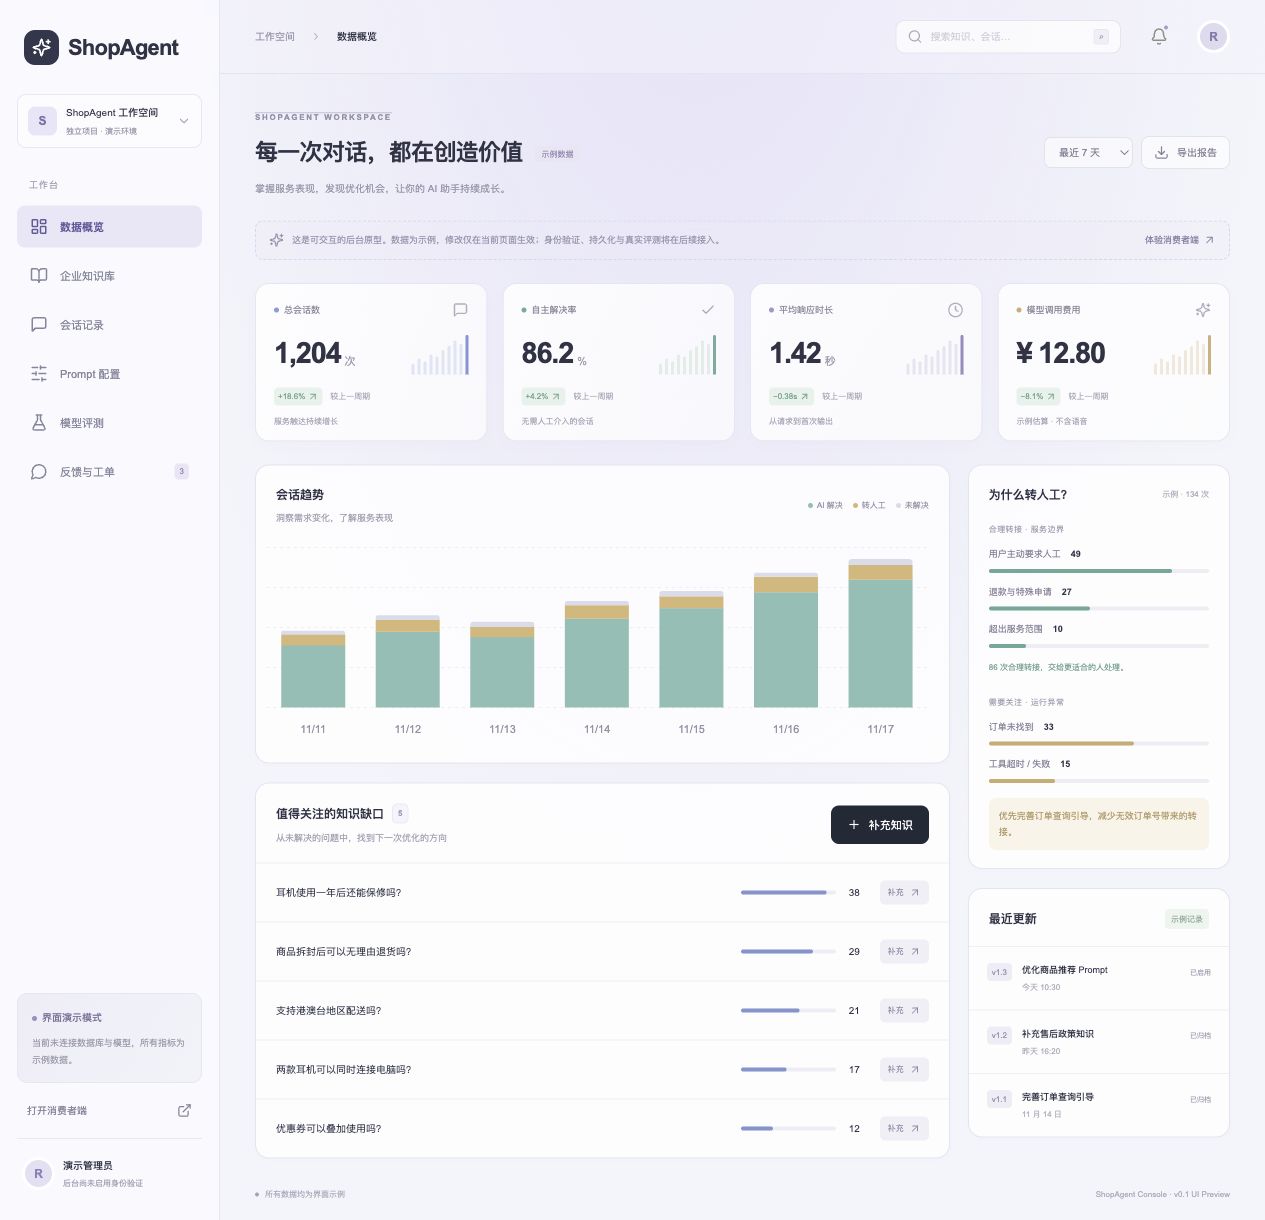 ShopAgent
S
ShopAgent 工作空间
独立项目 · 演示环境
工作台
数据概览
企业知识库
会话记录
Prompt 配置
模型评测
反馈与工单 3
界面演示模式
当前未连接数据库与模型，所有指标为
示例数据。
打开消费者端
R
演示管理员
后台尚未启用身份验证
工作空间 数据概览
搜索知识、会话...
R
SHOPAGENT WORKSPACE
每一次对话，都在创造价值 示例数据
掌握服务表现，发现优化机会，让你的 AI 助手持续成长。
最近 7 天
导出报告
这是可交互的后台原型。数据为示例，修改仅在当前页面生效；身份验证、持久化与真实评测将在后续接入。
体验消费者端
总会话数
1,204 次
+18.6% 较上一周期
服务触达持续增长
自主解决率
86.2 %
+4.2% 较上一周期
无需人工介入的会话
平均响应时长
1.42 秒
−0.38s 较上一周期
从请求到首次输出
模型调用费用
¥ 12.80
−8.1% 较上一周期
示例估算 · 不含语音
会话趋势
洞察需求变化，了解服务表现
AI 解决 转人工 未解决
11/11 11/12 11/13 11/14 11/15 11/16 11/17
为什么转人工？
示例 · 134 次
合理转接 · 服务边界
用户主动要求人工 49
退款与特殊申请 27
超出服务范围 10
86 次合理转接，交给更适合的人处理。
需要关注 · 运行异常
订单未找到 33
工具超时 / 失败 15
优先完善订单查询引导，减少无效订单号带来的转
接。
值得关注的知识缺口 5
从未解决的问题中，找到下一次优化的方向
补充知识
耳机使用一年后还能保修吗？ 38 补充
商品拆封后可以无理由退货吗？ 29 补充
支持港澳台地区配送吗？ 21 补充
两款耳机可以同时连接电脑吗？ 17 补充
优惠券可以叠加使用吗？ 12 补充
最近更新 示例记录
v1.3 优化商品推荐 Prompt 已启用
今天 10:30
v1.2 补充售后政策知识 已归档
昨天 16:20
v1.1 完善订单查询引导 已归档
11 月 14 日
所有数据均为界面示例
ShopAgent Console · v0.1 UI Preview